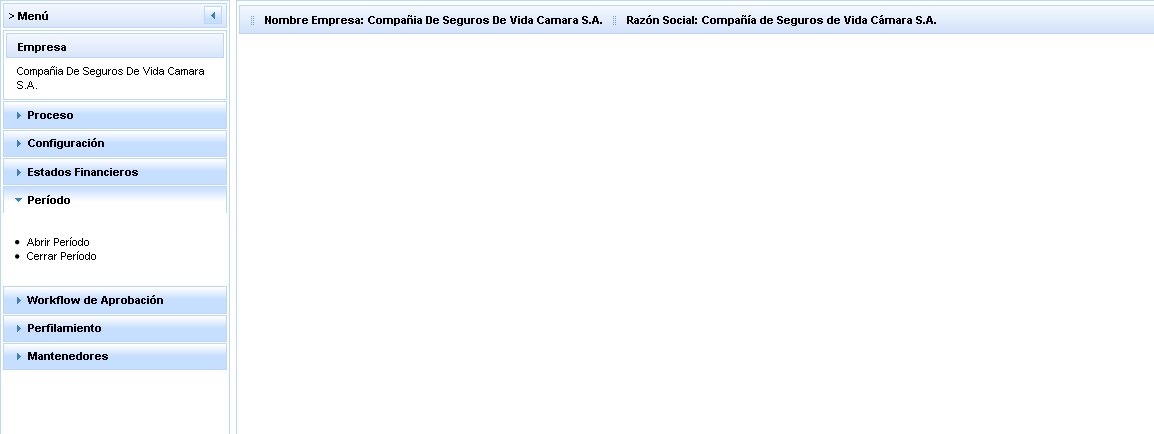 > Menú
Empresa
Compañia De Seguros De Vida Camara
S.A.
Proceso
Configuración
Estados Financieros
Período
Abrir Período
Cerrar Período
Workflow de Aprobación
Perfilamiento
Mantenedores
Nombre Empresa: Compañia De Seguros De Vida Camara S.A. Razón Social: Compañía de Seguros de Vida Cámara S.A.